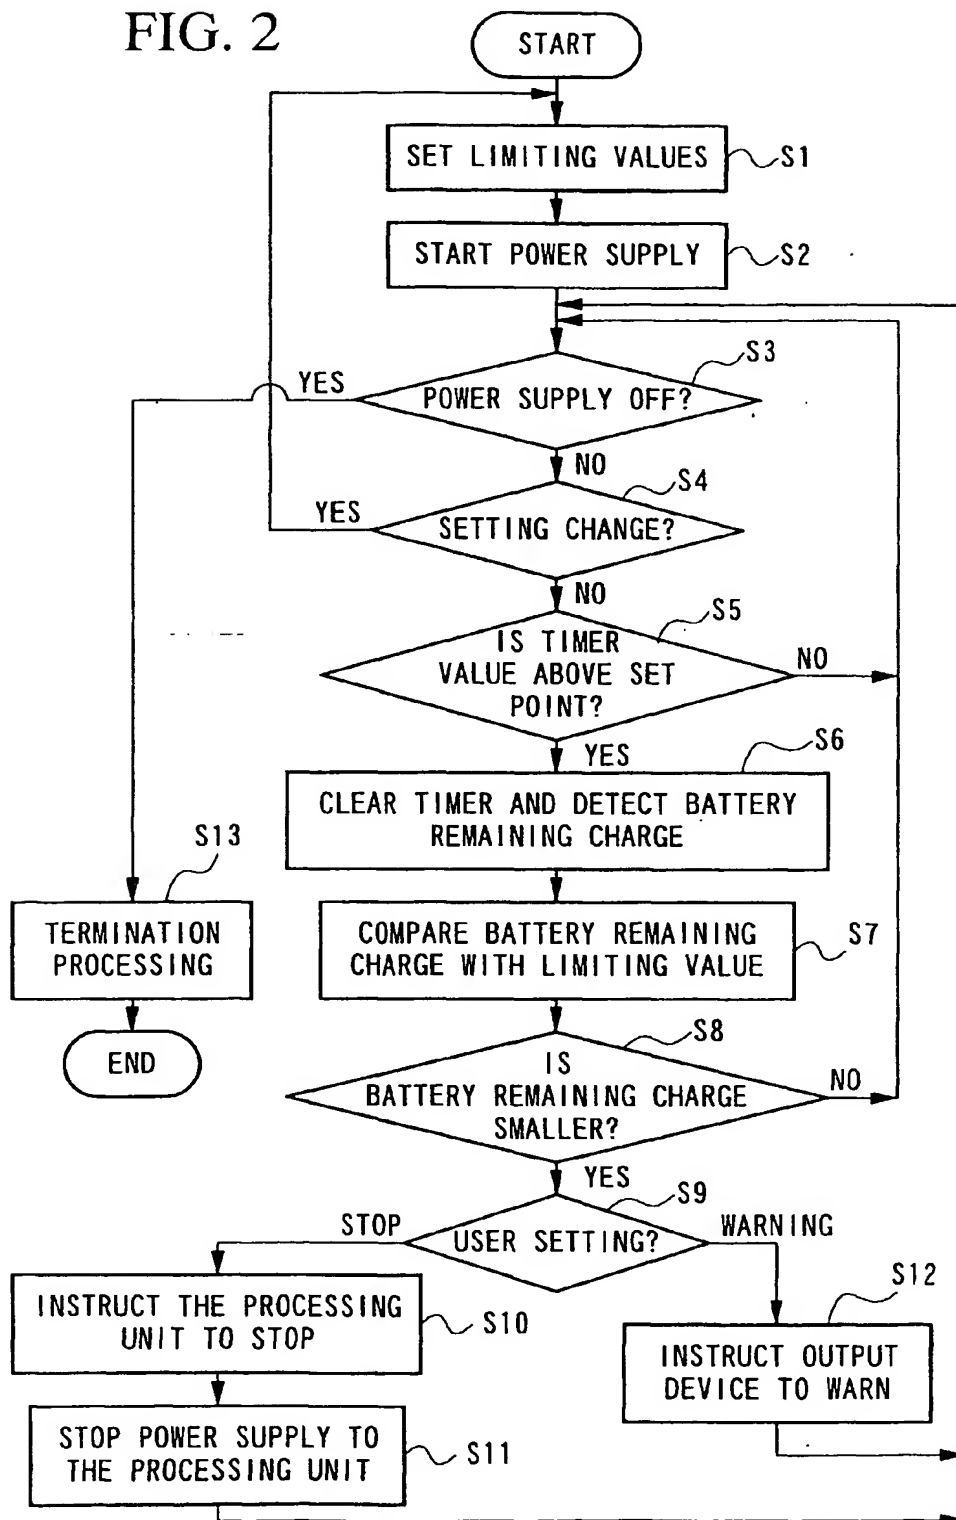 FIG. 2
START
SET LIMITING VALUES
S1
START POWER SUPPLY
S2
S3
YES
POWER SUPPLY OFF?
NO
S4
YES
SETTING CHANGE?
NO
S5
IS TIMER
VALUE ABOVE SET
POINT?
NO
YES
S6
CLEAR TIMER AND DETECT BATTERY
REMAINING CHARGE
S13
TERMINATION
PROCESSING
COMPARE BATTERY REMAINING
CHARGE WITH LIMITING VALUE
S7
END
S8
IS
BATTERY REMAINING CHARGE
SMALLER?
NO
YES
S9
STOP
USER SETTING?
WARNING
INSTRUCT THE PROCESSING
UNIT TO STOP
S10
S12
INSTRUCT OUTPUT
DEVICE TO WARN
STOP POWER SUPPLY TO
THE PROCESSING UNIT
S11